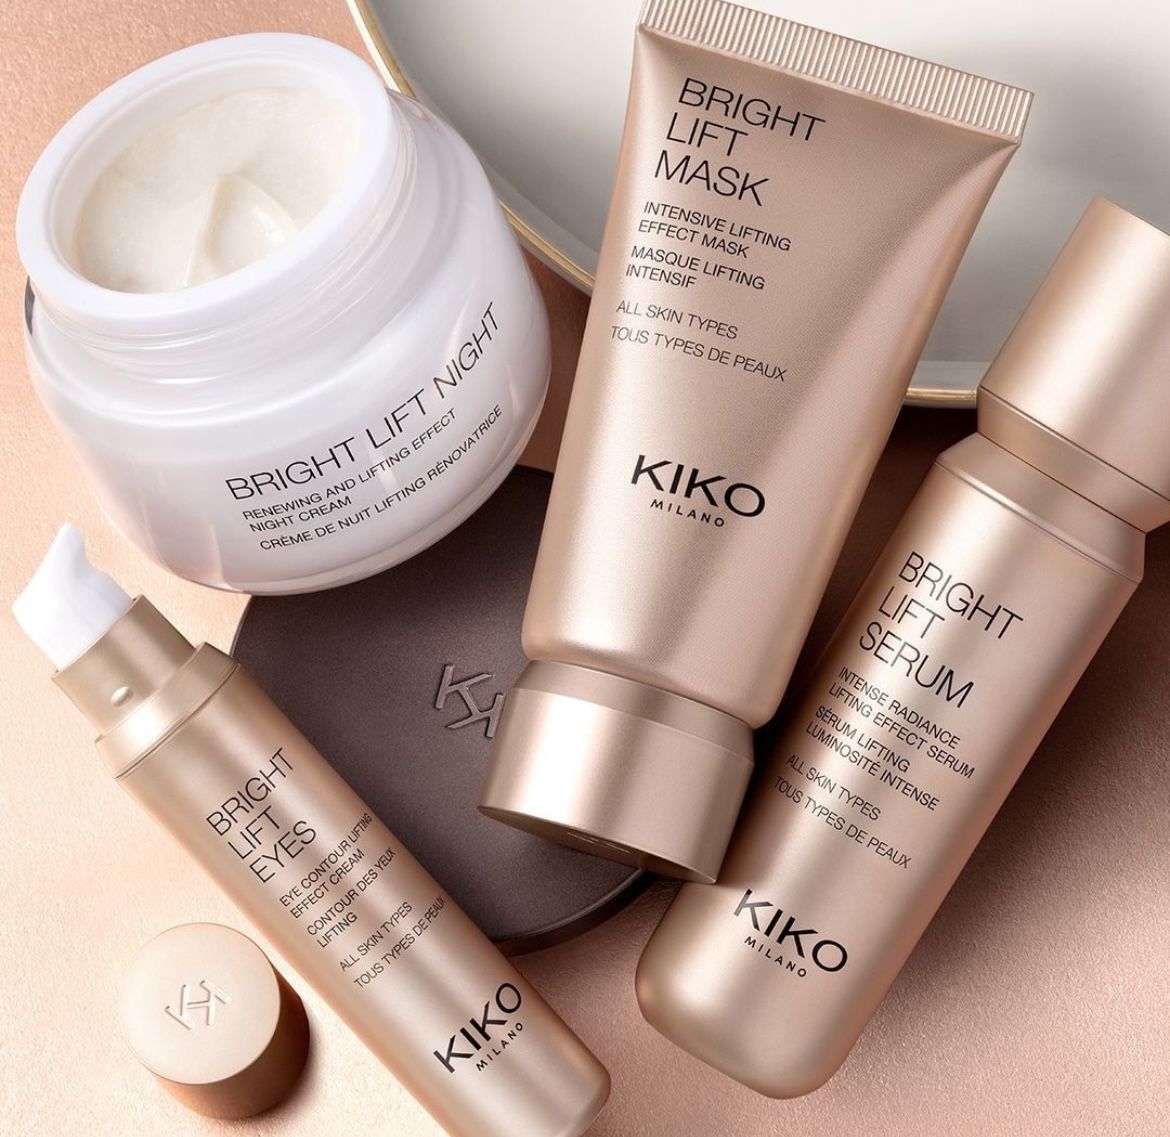 BRIGHT LIFT NIGHT
RENEWING AND LIFTING EFFECT
NIGHT CREAM
CRÈME DE NUIT LIFTING RÉNOVATRICE
BRIGHT
LIFT
MASK
INTENSIVE LIFTING
EFFECT MASK
MASQUE LIFTING
INTENSIF
ALL SKIN TYPES
TOUS TYPES DE PEAUX
KIKO
MILANO
BRIGHT
LIFT
SERUM
INTENSE RADIANCE
LIFTING EFFECT SERUM
SÉRUM LIFTING
LUMINOSITÉ INTENSE
ALL SKIN TYPES
TOUS TYPES DE PEAUX
KIKO
MILANO
BRIGHT
LIFT
EYES
EYE CONTOUR LIFTING
EFFECT CREAM
CONTOUR DES YEUX
LIFTING
ALL SKIN TYPES
TOUS TYPES DE PEAUX
KIKO
MILANO